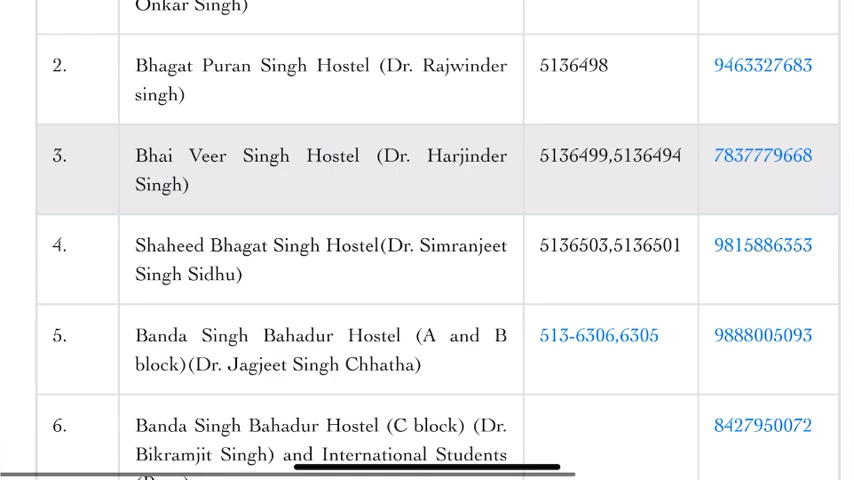 Onkar Singh)
2. Bhagat Puran Singh Hostel (Dr. Rajwinder 5136498 9463327683
singh)
3. Bhai Veer Singh Hostel (Dr. Harjinder 5136499,5136494 7837779668
Singh)
4. Shaheed Bhagat Singh Hostel(Dr. Simranjeet 5136503,5136501 9815886353
Singh Sidhu)
5. Banda Singh Bahadur Hostel (A and B 513-6306,6305 9888005093
block)(Dr. Jagjeet Singh Chhatha)
6. Banda Singh Bahadur Hostel (C block) (Dr. 8427950072
Bikramjit Singh) and International Students